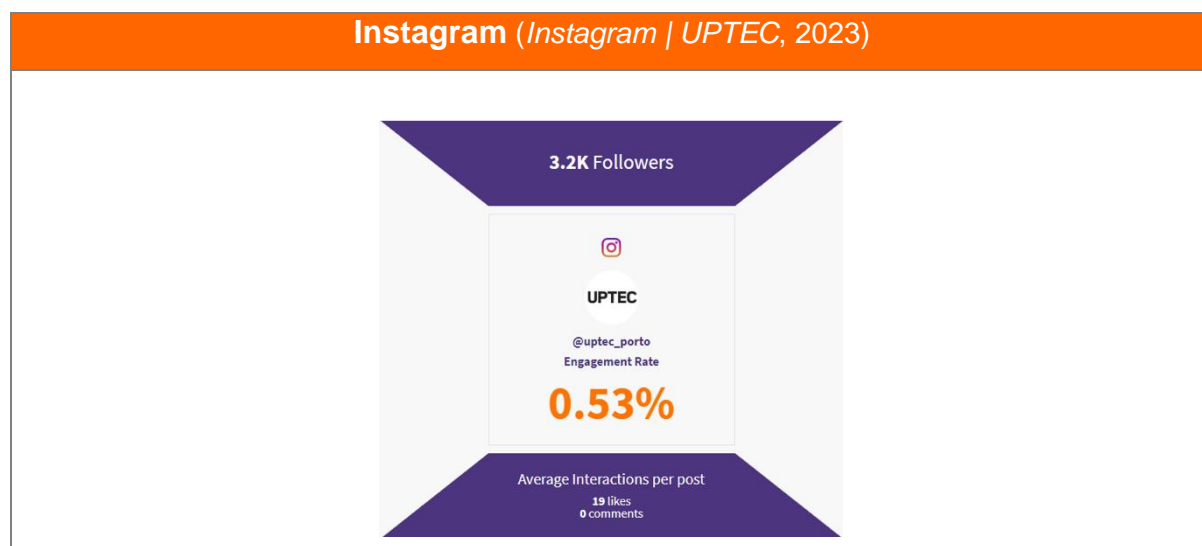 Instagram (Instagram | UPTEC, 2023)
3.2K Followers
UPTEC
@uptec_porto
Engagement Rate
0.53%
Average Interactions per post
19 likes
0 comments